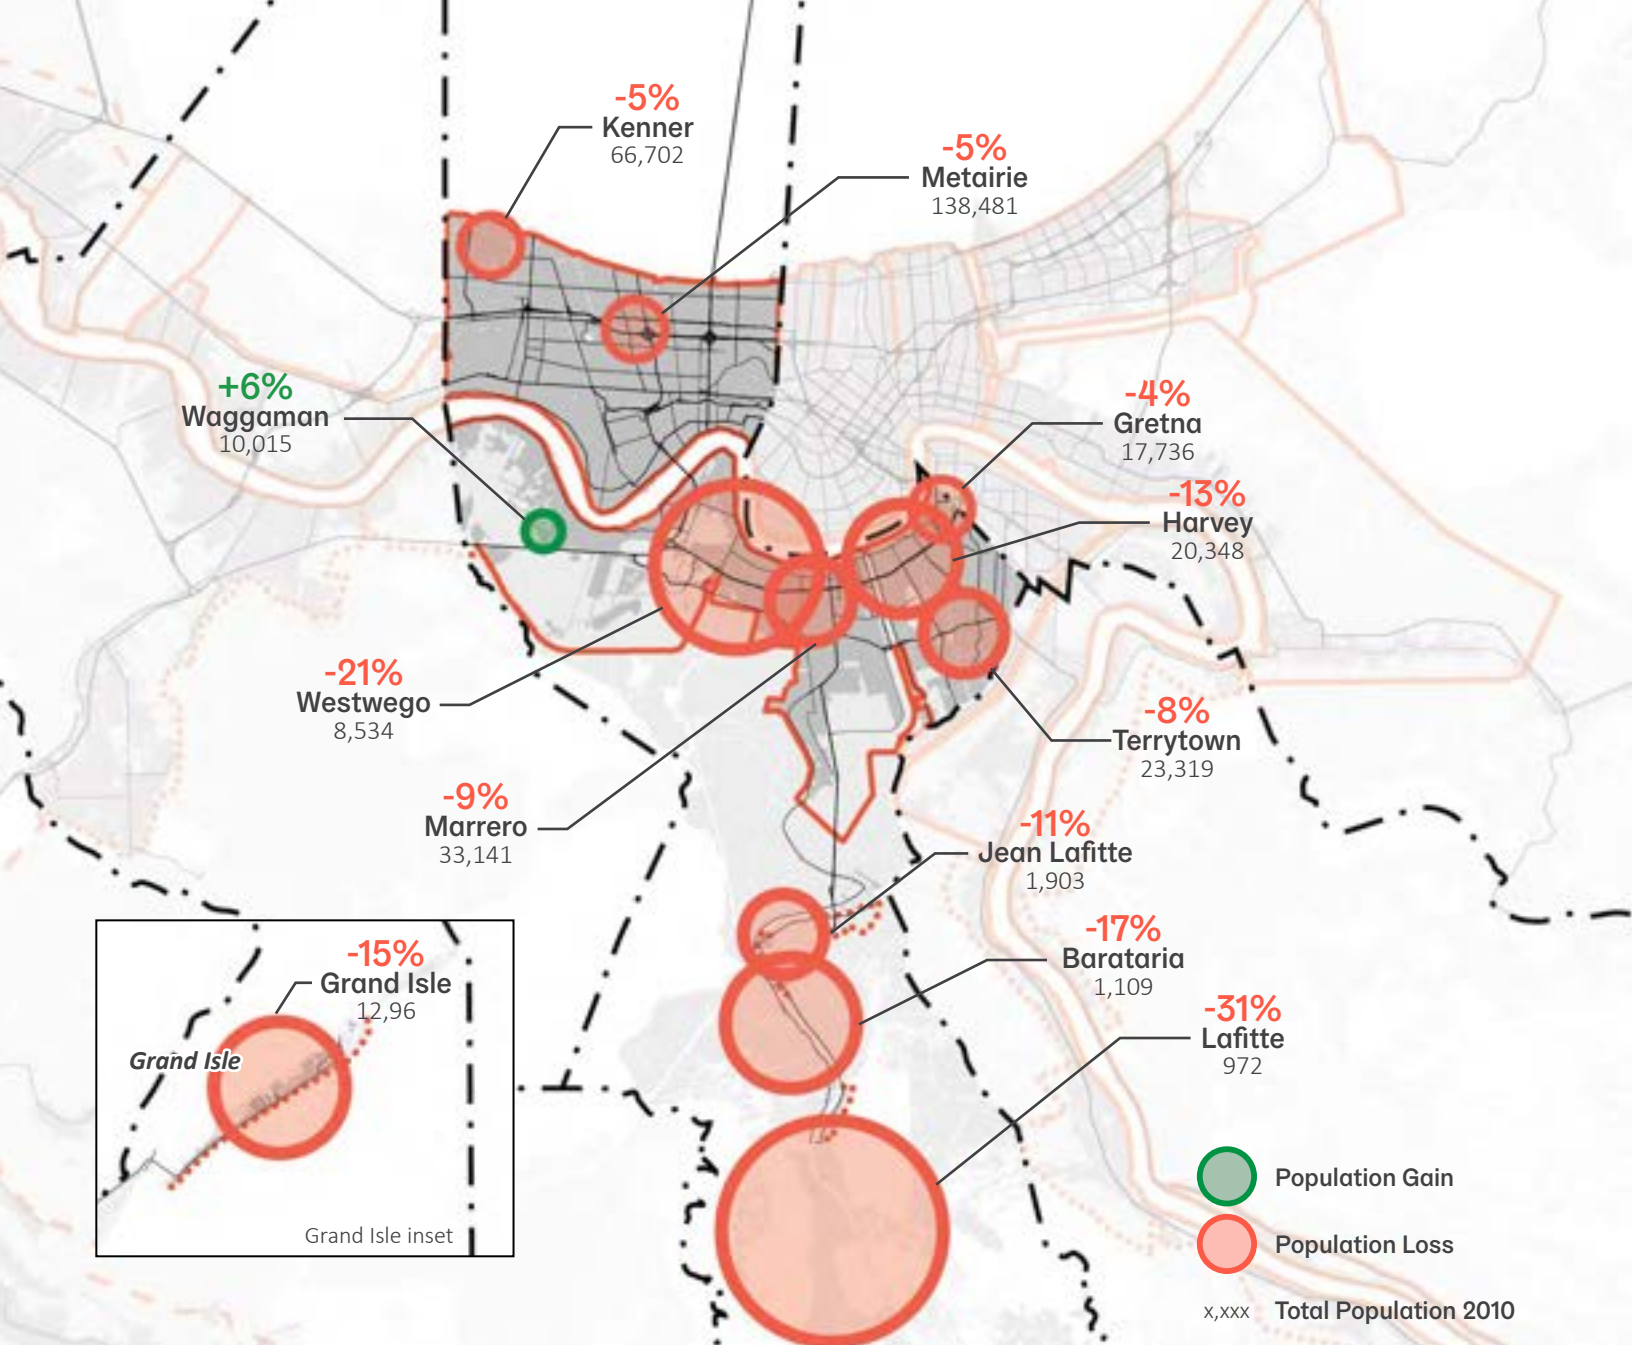 -5%
Kenner
66,702
-5%
Metairie
138,481
+6%
Waggaman
10,015
-4%
Gretna
17,736
-13%
Harvey
20,348
-21%
Westwego
8,534
-8%
Terrytown
23,319
-9%
Marrero
33,141
-11%
Jean Lafitte
1,903
-17%
Barataria
1,109
-31%
Lafitte
972
-15%
Grand Isle
12,96
Grand Isle
Grand Isle inset
Population Gain
Population Loss
x,xxx Total Population 2010